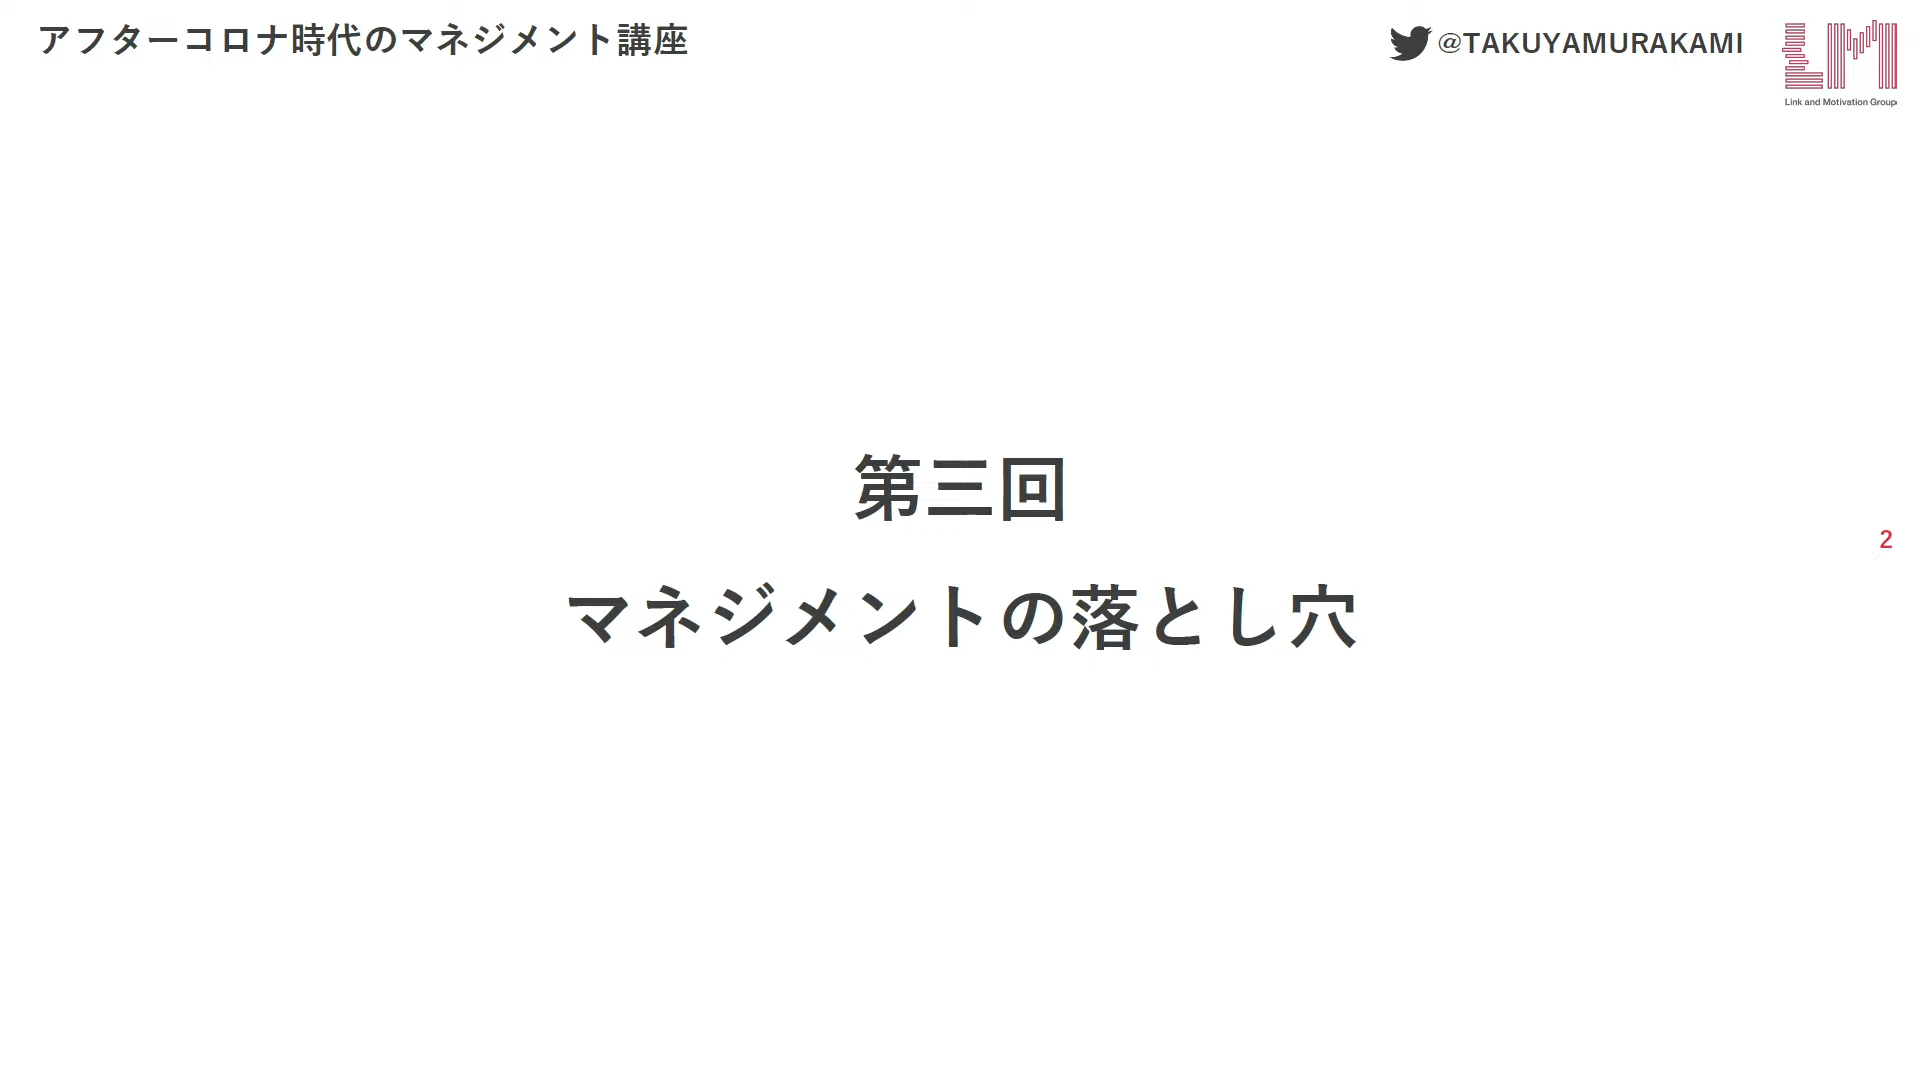 アフターコロナ時代のマネジメント講座
@TAKUYAMURAKAMI
LM
Link and Motivation Group
第三回
マネジメントの落とし穴
2